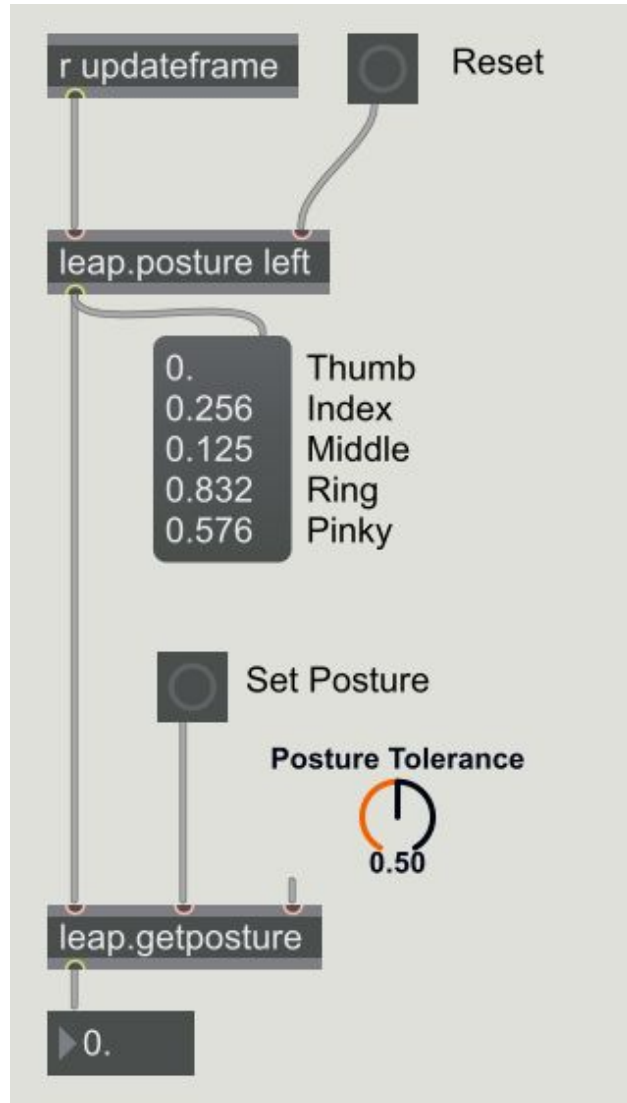 r updateframe
Reset
leap.posture left
0. Thumb
0.256 Index
0.125 Middle
0.832 Ring
0.576 Pinky
Set Posture
Posture Tolerance
0.50
leap.getposture
0.